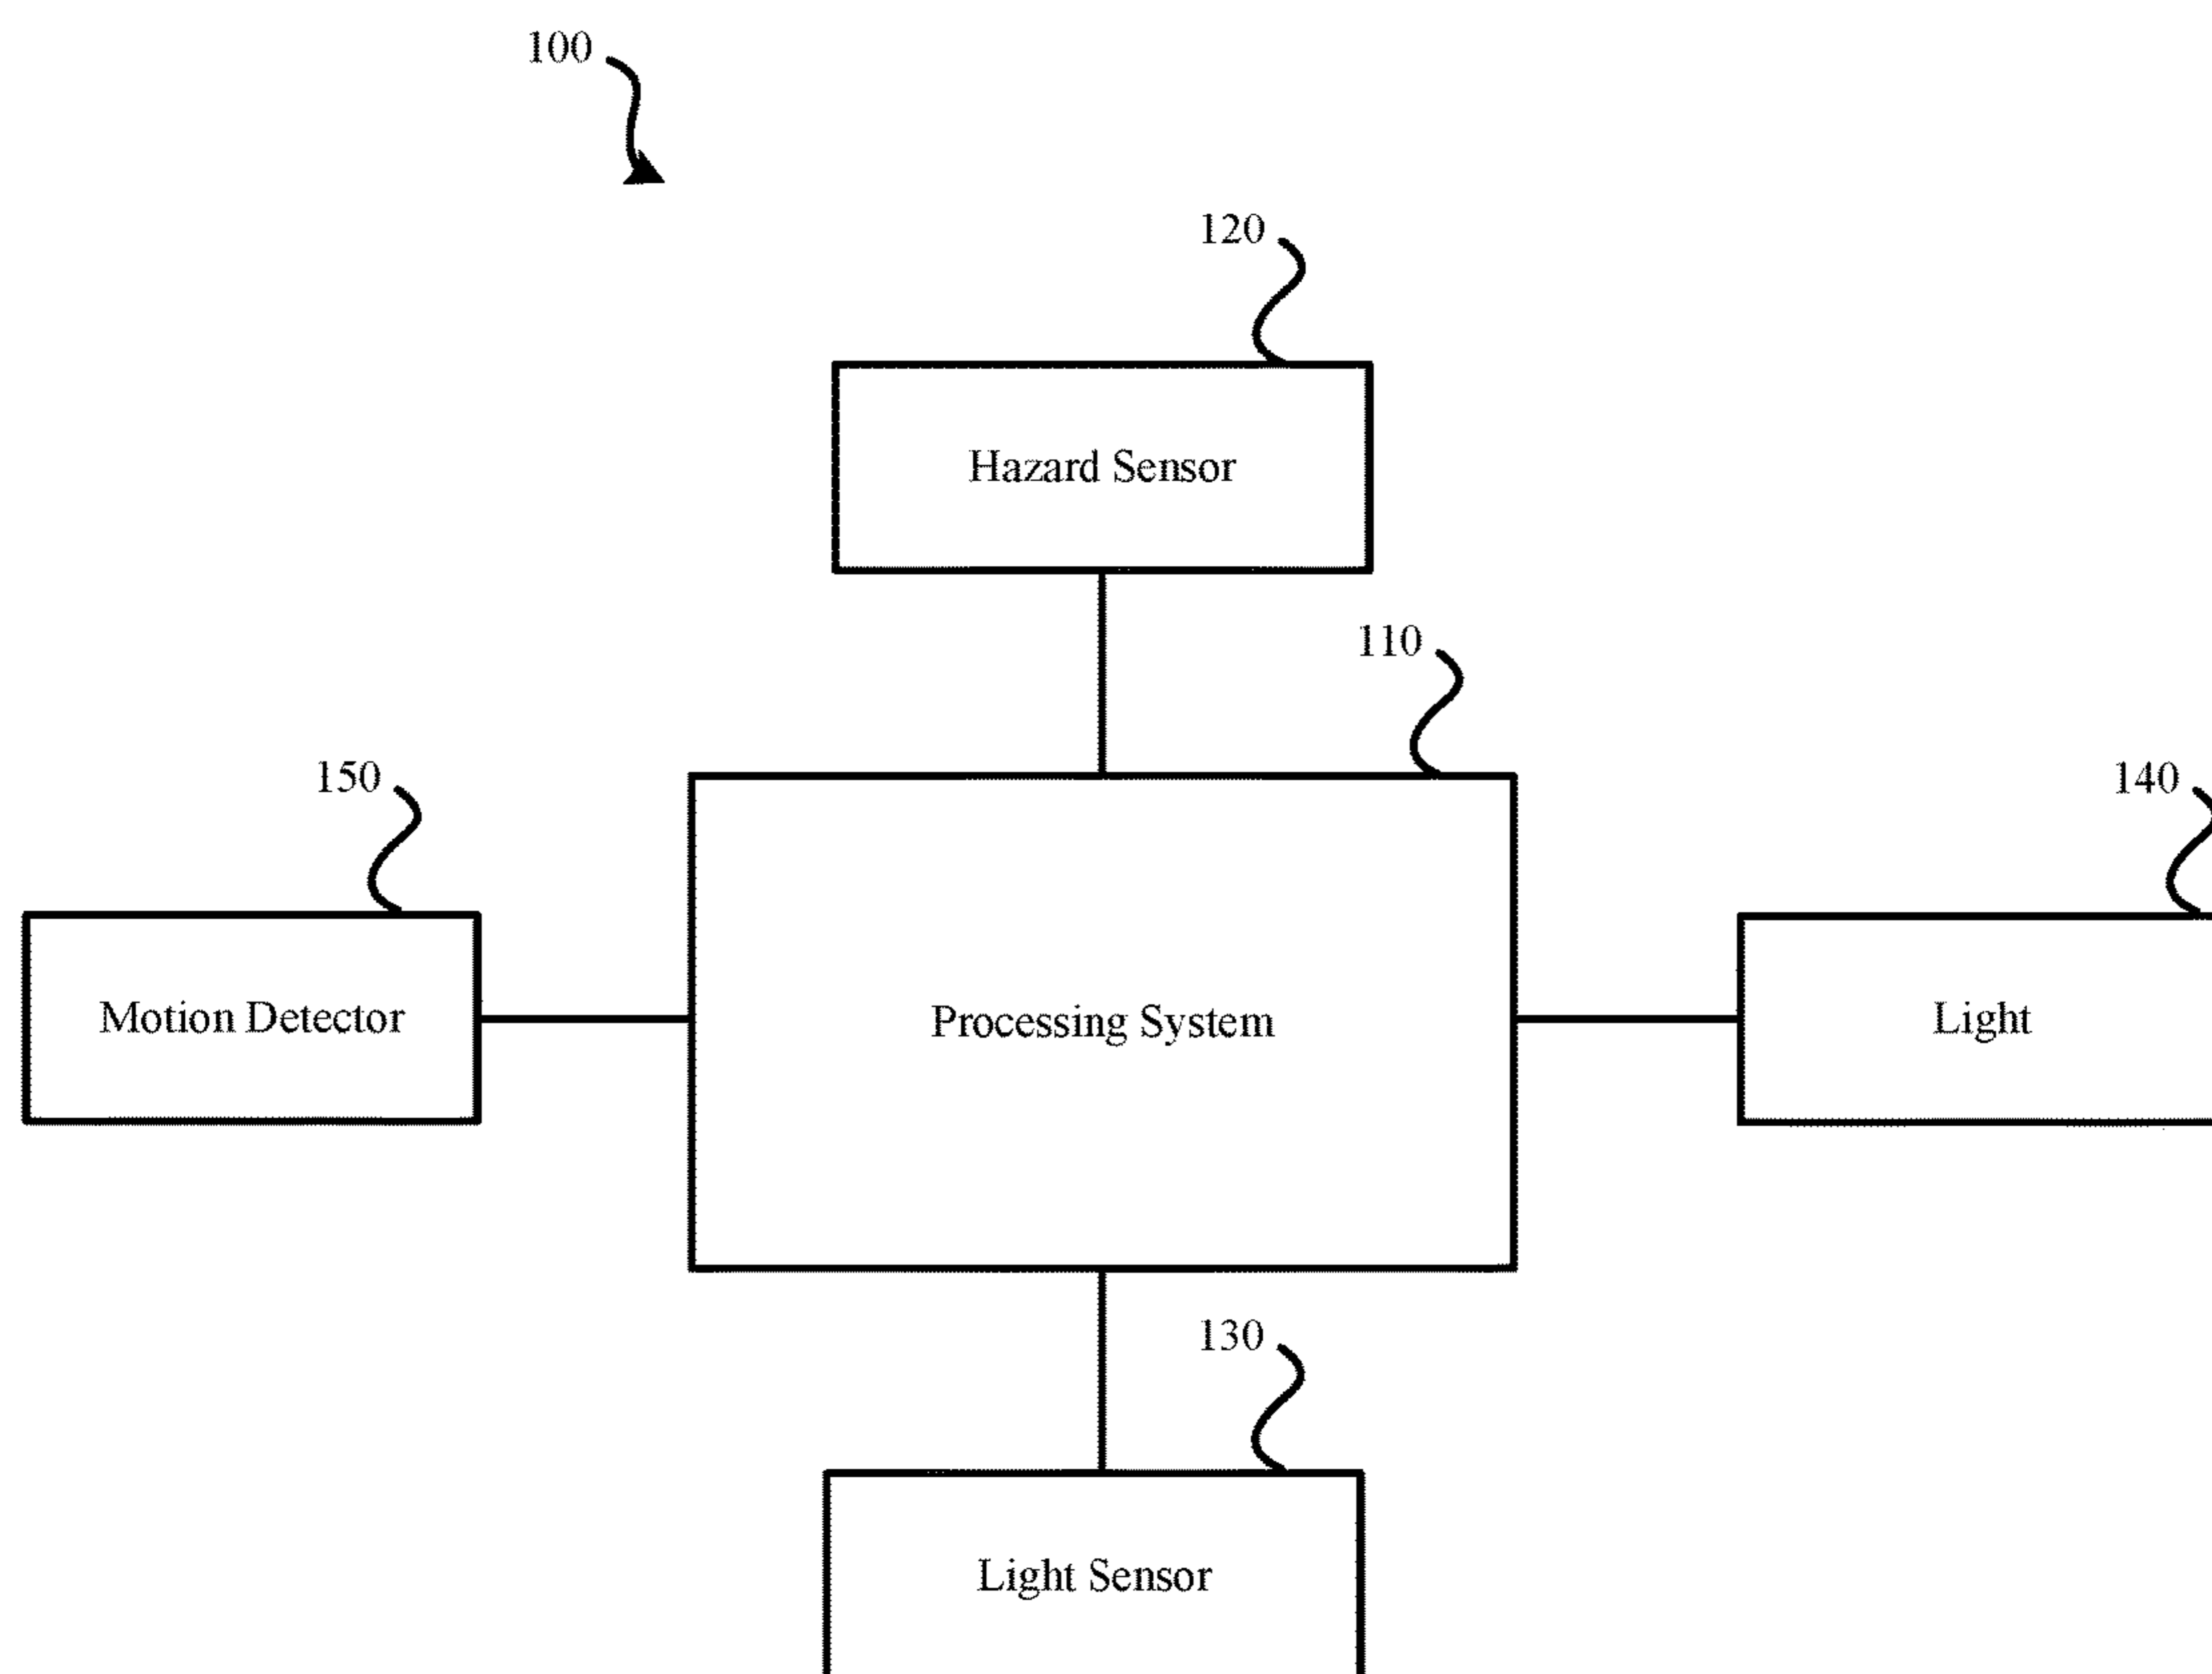 100
120
Hazard Sensor
110
150
140
Motion Detector
Processing System
Light
130
Light Sensor